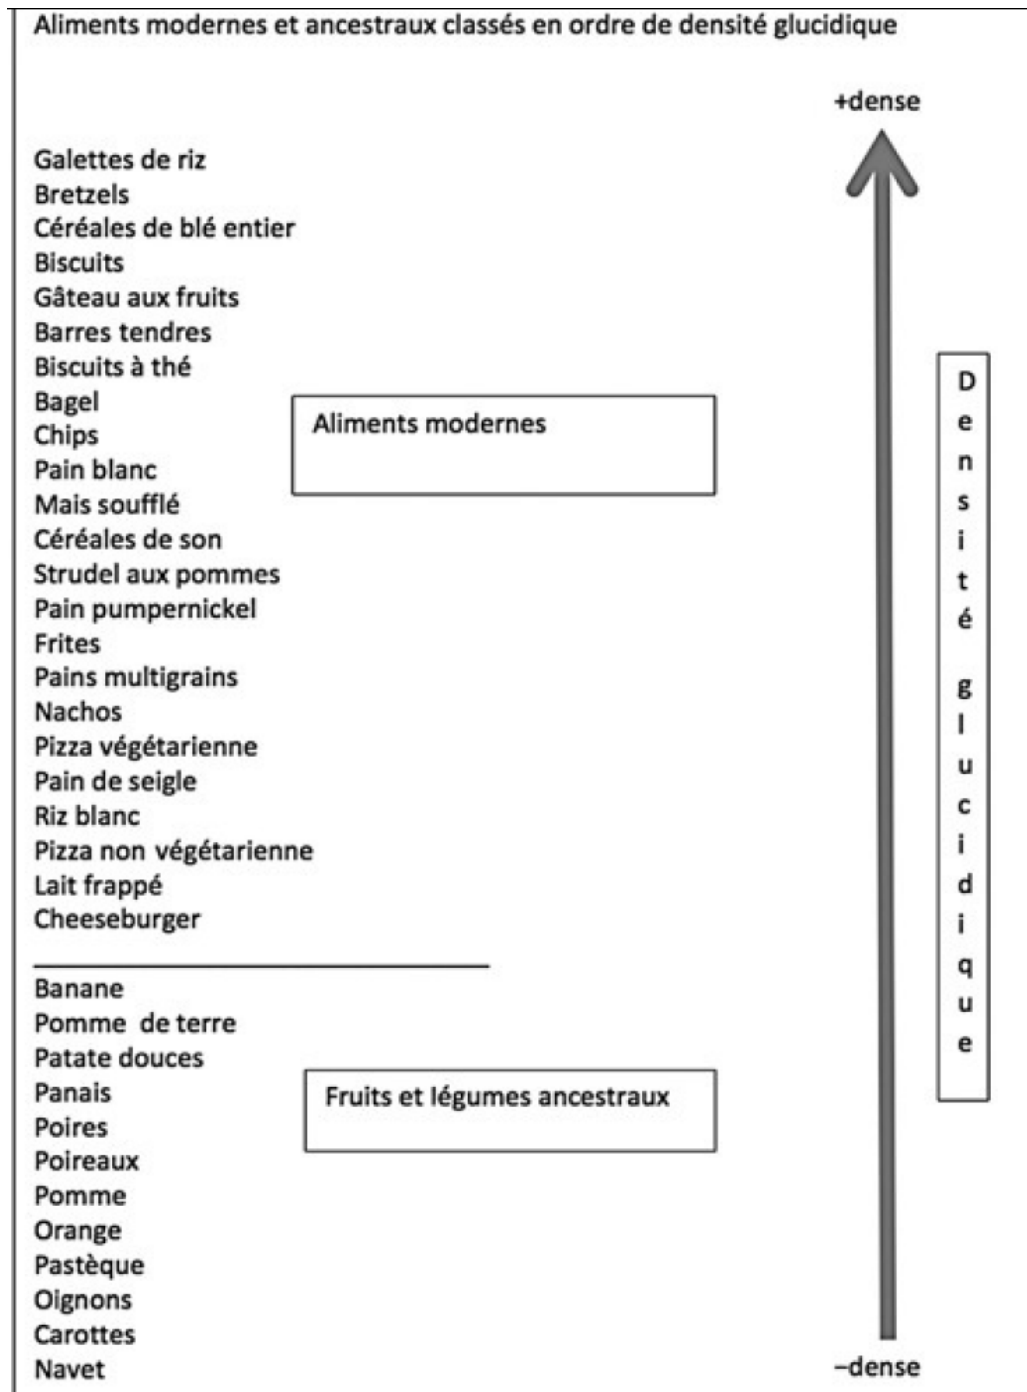 Aliments modernes et ancestraux classés en ordre de densité glucidique
+dense
Galettes de riz
Bretzels
Céréales de blé entier
Biscuits
Gâteau aux fruits
Barres tendres
Biscuits à thé
Bagel
Chips
Pain blanc
Mais soufflé
Céréales de son
Strudel aux pommes
Pain pumpernickel
Frites
Pains multigrains
Nachos
Pizza végétarienne
Pain de seigle
Riz blanc
Pizza non végétarienne
Lait frappé
Cheeseburger
Aliments modernes
Banane
Pomme de terre
Patate douces
Panais
Poires
Poireaux
Pomme
Orange
Pastèque
Oignons
Carottes
Navet
Fruits et légumes ancestraux
Densité glucidique
–dense